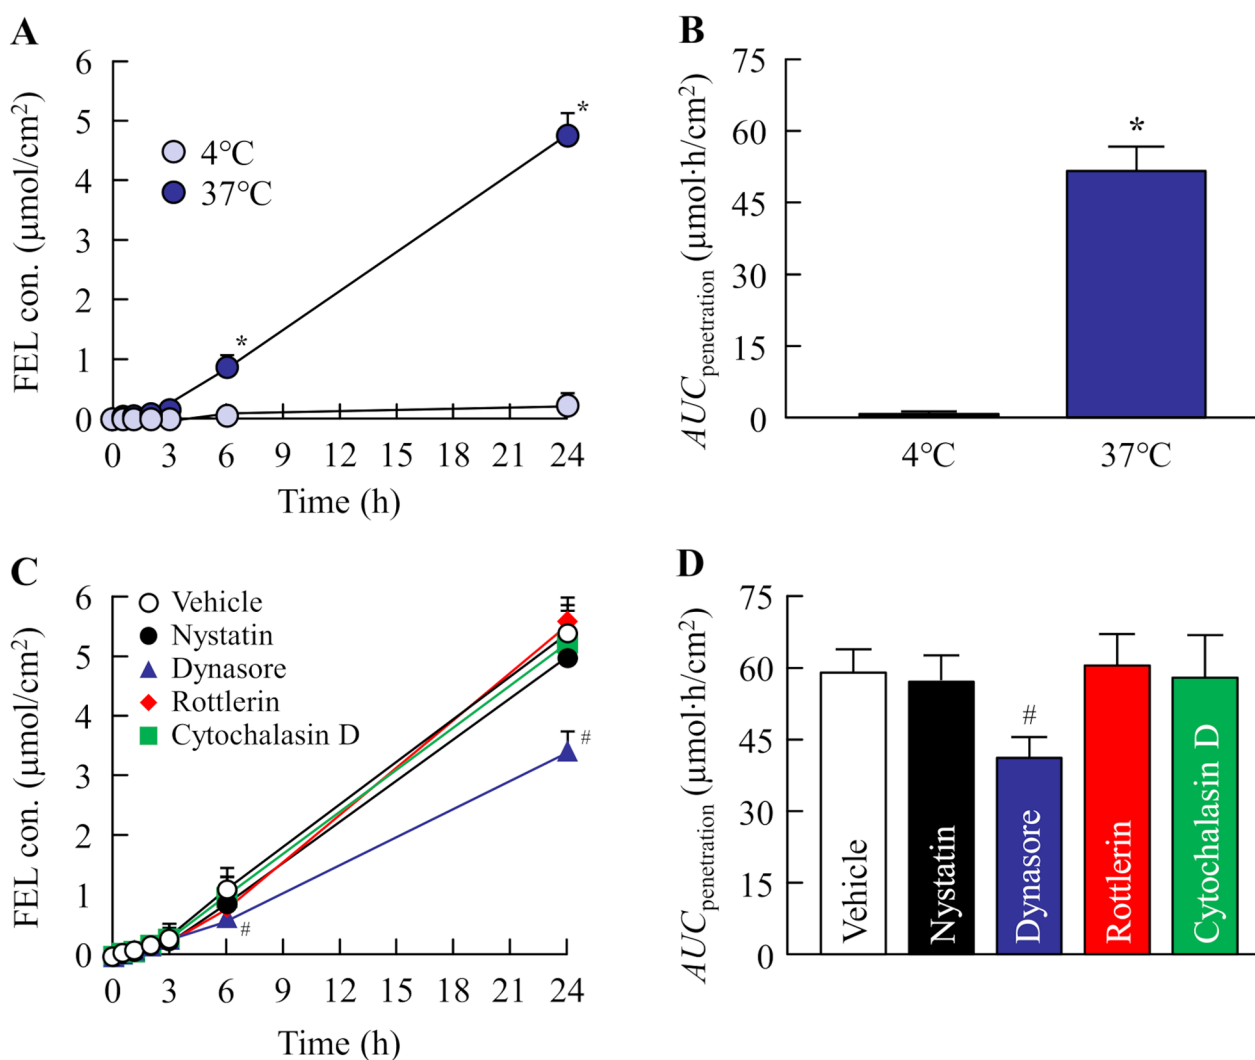 A
FEL con. (μmol/cm²)
6
5
4
3
2
1
0
4°C
37°C
*
*
0 3 6 9 12 15 18 21 24
Time (h)
B
AUCpenetration (μmol·h/cm²)
75
60
45
30
15
0
*
4°C 37°C
C
FEL con. (μmol/cm²)
6
5
4
3
2
1
0
Vehicle
Nystatin
Dynasore
Rottlerin
Cytochalasin D
#
#
0 3 6 9 12 15 18 21 24
Time (h)
D
AUCpenetration (μmol·h/cm²)
75
60
45
30
15
0
#
Vehicle
Nystatin
Dynasore
Rottlerin
Cytochalasin D